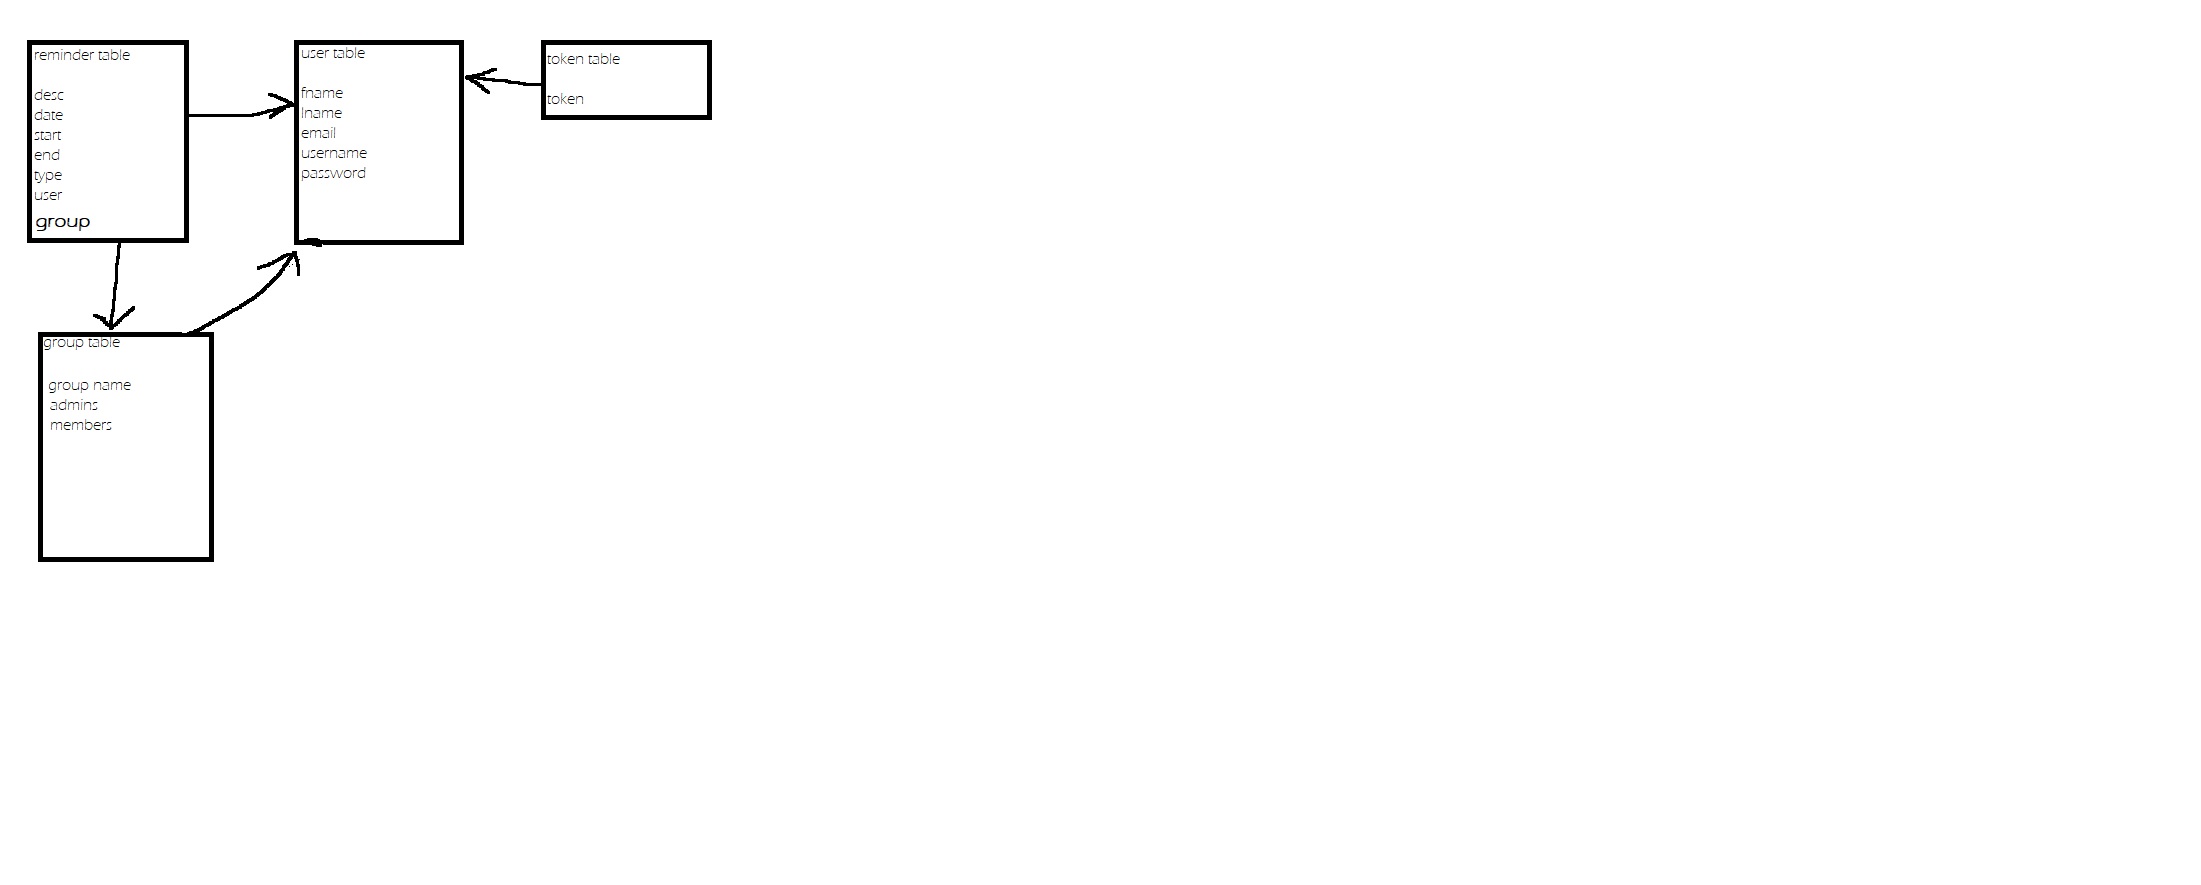 reminder table
desc
date
start
end
type
user
group
user table
fname
lname
email
username
password
token table
token
group table
group name
admins
members